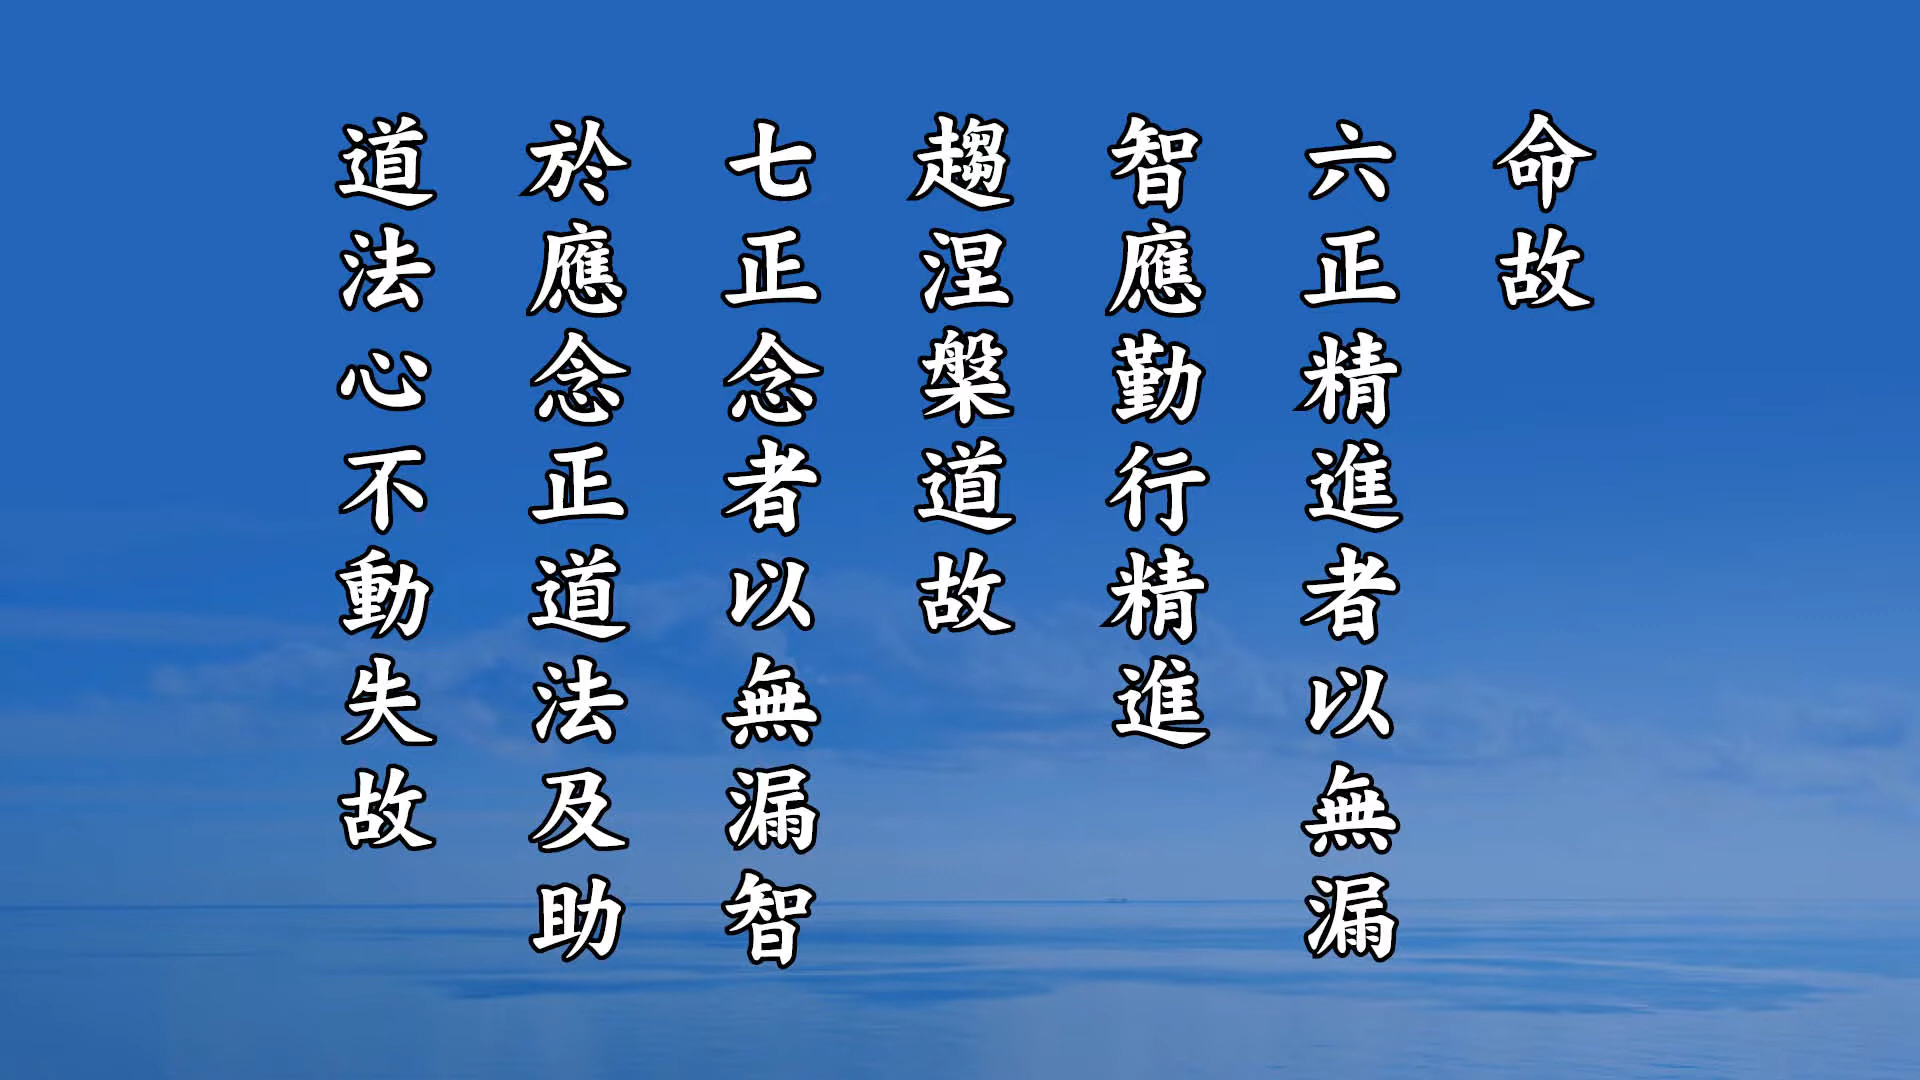 命故
六正精進者以無漏
智應勤行精進
趨涅槃道故
七正念者以無漏智
於應念正道法及助
道法心不動失故